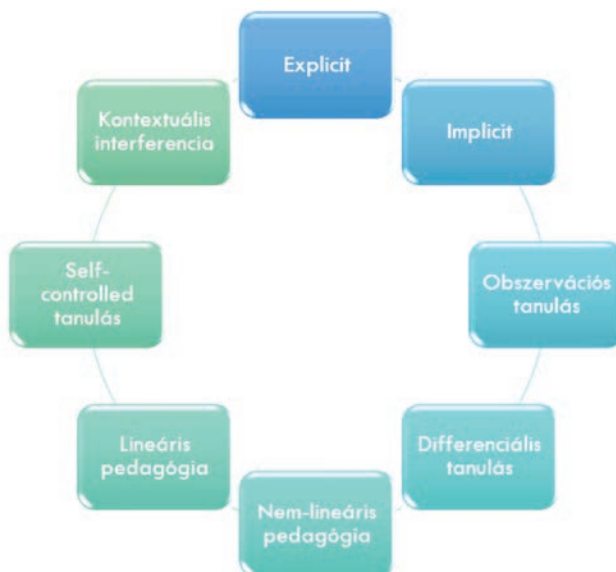 Explicit
Implicit
Obszervációs
tanulás
Differenciális
tanulás
Nem-lineáris
pedagógia
Lineáris
pedagógia
Self-
controlled
tanulás
Kontextuális
interferencia